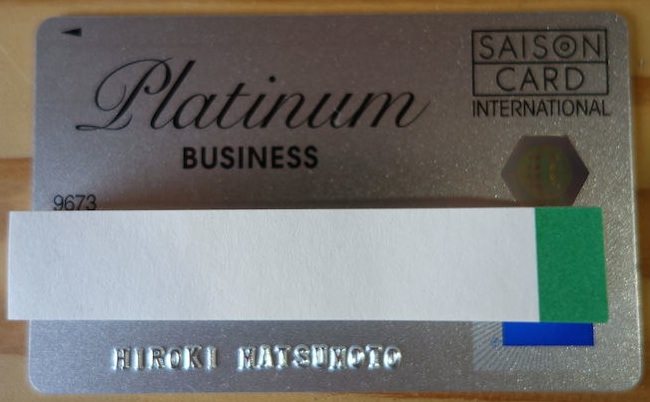 Platinum
BUSINESS
SAISON
CARD
INTERNATIONAL
9673
HIROKI MATSUMOTO